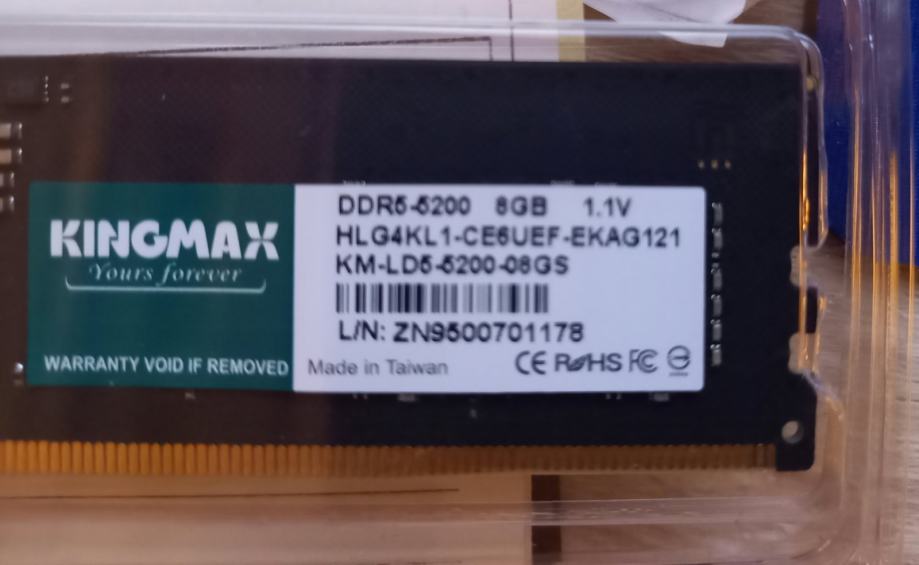 KINGMAX
Yours forever
WARRANTY VOID IF REMOVED
DDR5-5200 8GB 1.1V
HLG4KL1-CE6UEF-EKAG121
KM-LD5-5200-08GS
L/N: ZN9500701178
Made in Taiwan
CE RoHS FC